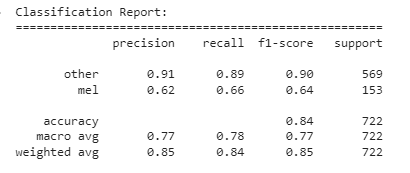 Classification Report:
=======================================================
precision recall f1-score support
other 0.91 0.89 0.90 569
mel 0.62 0.66 0.64 153
accuracy 0.84 722
macro avg 0.77 0.78 0.77 722
weighted avg 0.85 0.84 0.85 722